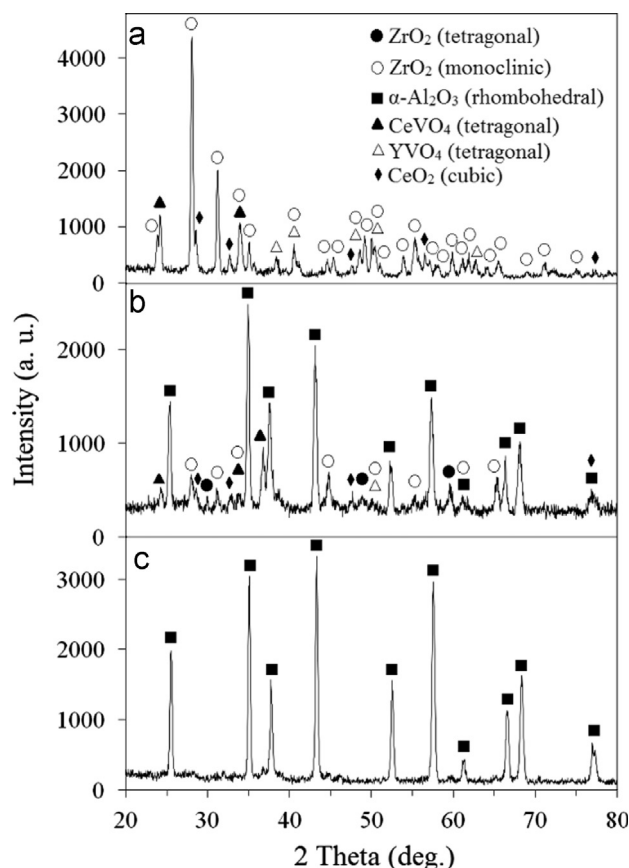 a
ZrO₂ (tetragonal)
ZrO₂ (monoclinic)
α-Al₂O₃ (rhombohedral)
CeVO₄ (tetragonal)
YVO₄ (tetragonal)
CeO₂ (cubic)
4000
3000
2000
1000
0
b
2000
1000
0
c
3000
2000
1000
0
Intensity (a. u.)
20 30 40 50 60 70 80
2 Theta (deg.)